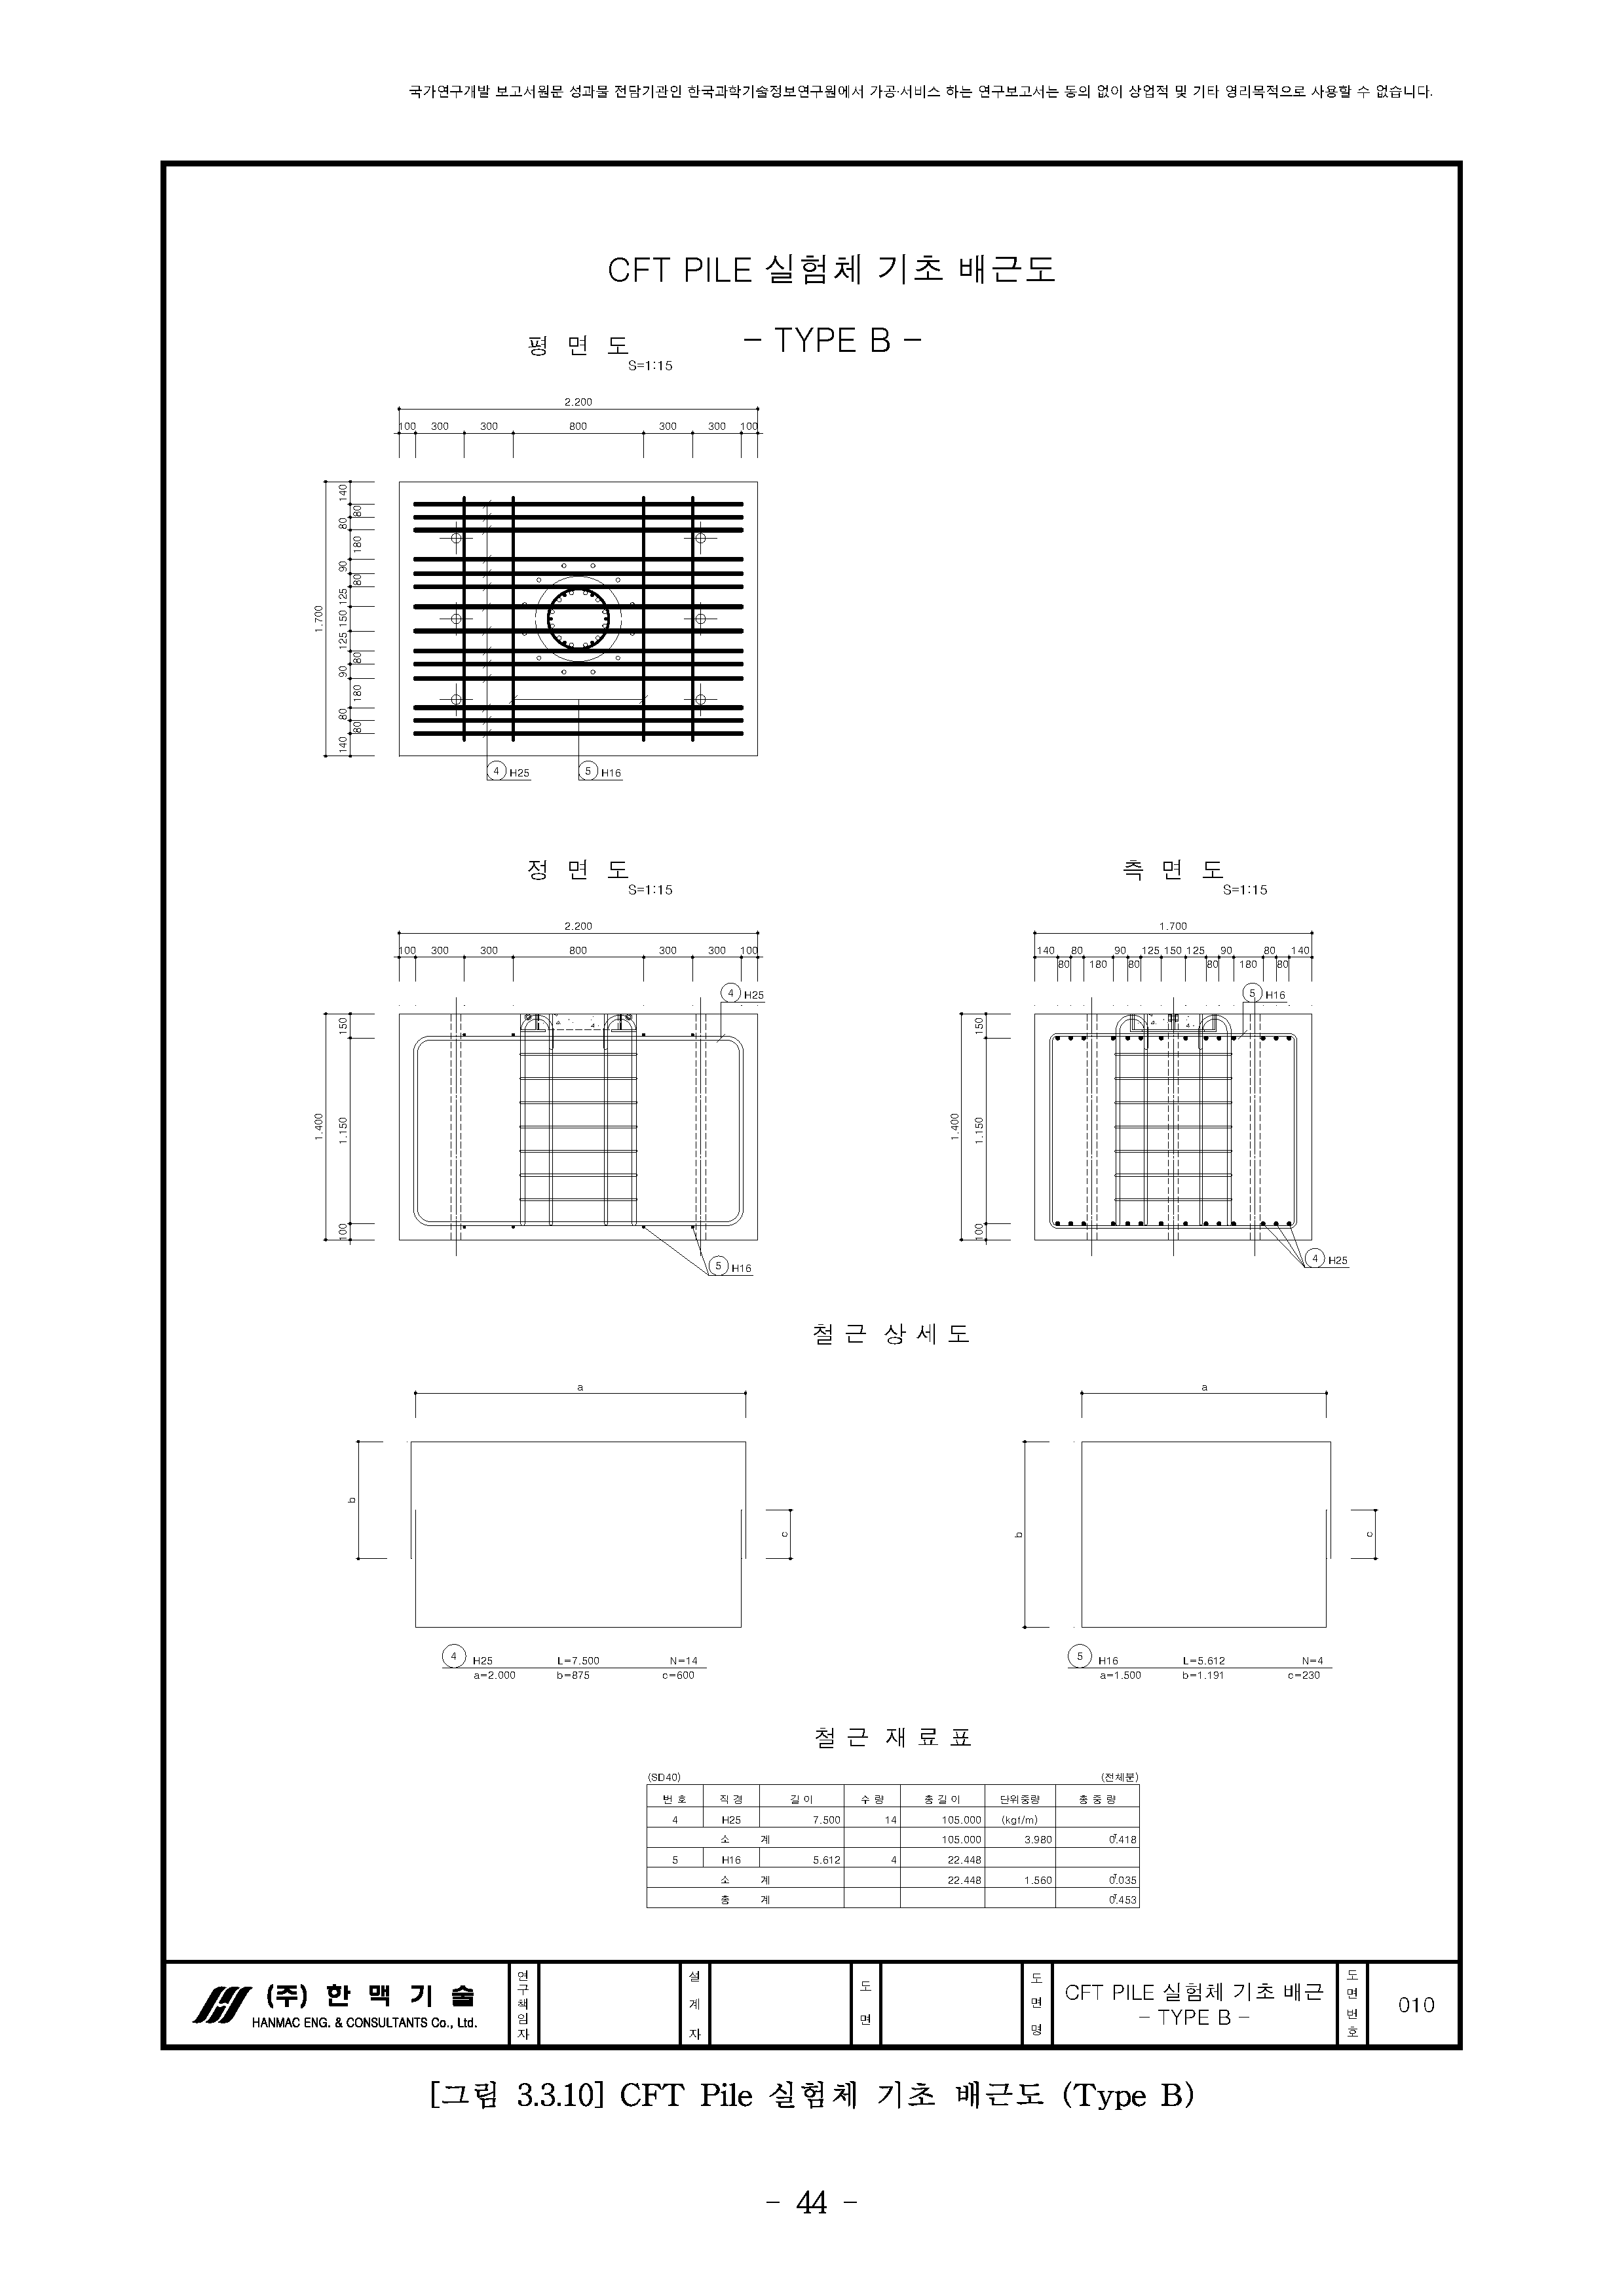 국가연구개발 보고서원문 성과물 전담기관인 한국과학기술정보연구원에서 가공·서비스 하는 연구보고서는 동의 없이 상업적 및 기타 영리목적으로 사용할 수 없습니다.
CFT PILE 실험체 기초 배근도
- TYPE B -
평 면 도
S=1:15
2.200
100 300 300 800 300 300 100
1.700
140 80 80 180 90 80 125 150 125 80 90 180 80 80 140
4 H25
5 H16
정 면 도
S=1:15
2.200
100 300 300 800 300 300 100
4 H25
1.400
150 1.150 100
5 H16
측 면 도
S=1:15
1.700
140 80 90 125 150 125 90 80 140
80 180 80 80 180 80
5 H16
1.400
150 1.150 100
4 H25
철 근 상 세 도
a
b
c
4 H25 L=7.500 N=14
a=2.000 b=875 c=600
a
b
c
5 H16 L=5.612 N=4
a=1.500 b=1.191 c=230
철 근 재 료 표
(SD40) (전체분)
번 호 직 경 길 이 수 량 총 길 이 단위중량 총 중 량
4 H25 7.500 14 105.000 (kgf/m)
소 계 105.000 3.980 0.418
5 H16 5.612 4 22.448
소 계 22.448 1.560 0.035
총 계 0.453
(주) 한 맥 기 술
HANMAC ENG. & CONSULTANTS Co., Ltd.
연구책임자
설계자
도면
도면명
CFT PILE 실험체 기초 배근
- TYPE B -
도면번호
010
[그림 3.3.10] CFT Pile 실험체 기초 배근도 (Type B)
- 44 -